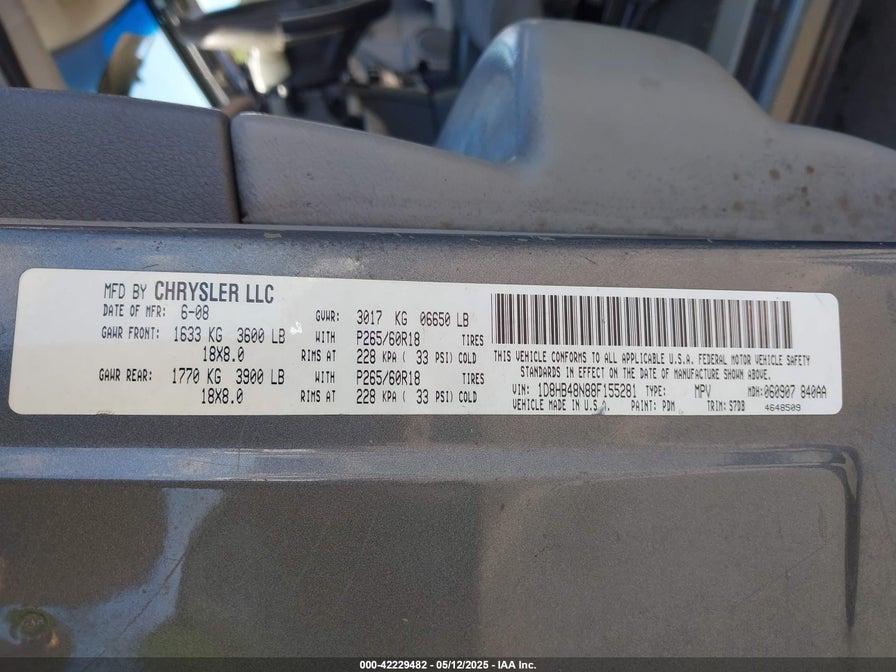 MFD BY CHRYSLER LLC
DATE OF MFR: 6-08 GVWR: 3017 KG 06650 LB
GAWR FRONT: 1633 KG 3600 LB WITH P265/60R18 TIRES
18X8.0 RIMS AT 228 KPA ( 33 PSI) COLD
GAWR REAR: 1770 KG 3900 LB WITH P265/60R18 TIRES
18X8.0 RIMS AT 228 KPA ( 33 PSI) COLD
THIS VEHICLE CONFORMS TO ALL APPLICABLE U.S.A. FEDERAL MOTOR VEHICLE SAFETY
STANDARDS IN EFFECT ON THE DATE OF MANUFACTURE SHOWN ABOVE.
VIN: 1D8HB48N88F155281 TYPE: MPV MDH: 060907 840AA
VEHICLE MADE IN U.S.A. PAINT: PDM TRIM: S7DB 4648509
000-42229482 — 05/12/2025 — IAA Inc.